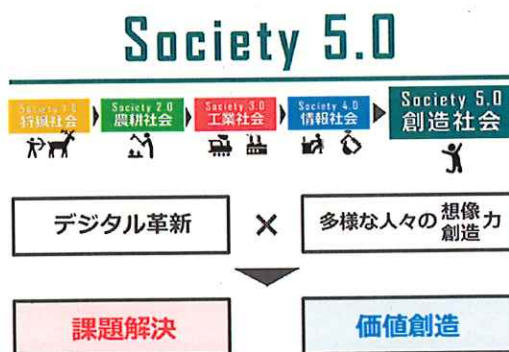 Society 5.0
Society 1.0
狩猟社会
Society 2.0
農耕社会
Society 3.0
工業社会
Society 4.0
情報社会
Society 5.0
創造社会
デジタル革新
×
多様な人々の想像創造力
課題解決
価値創造